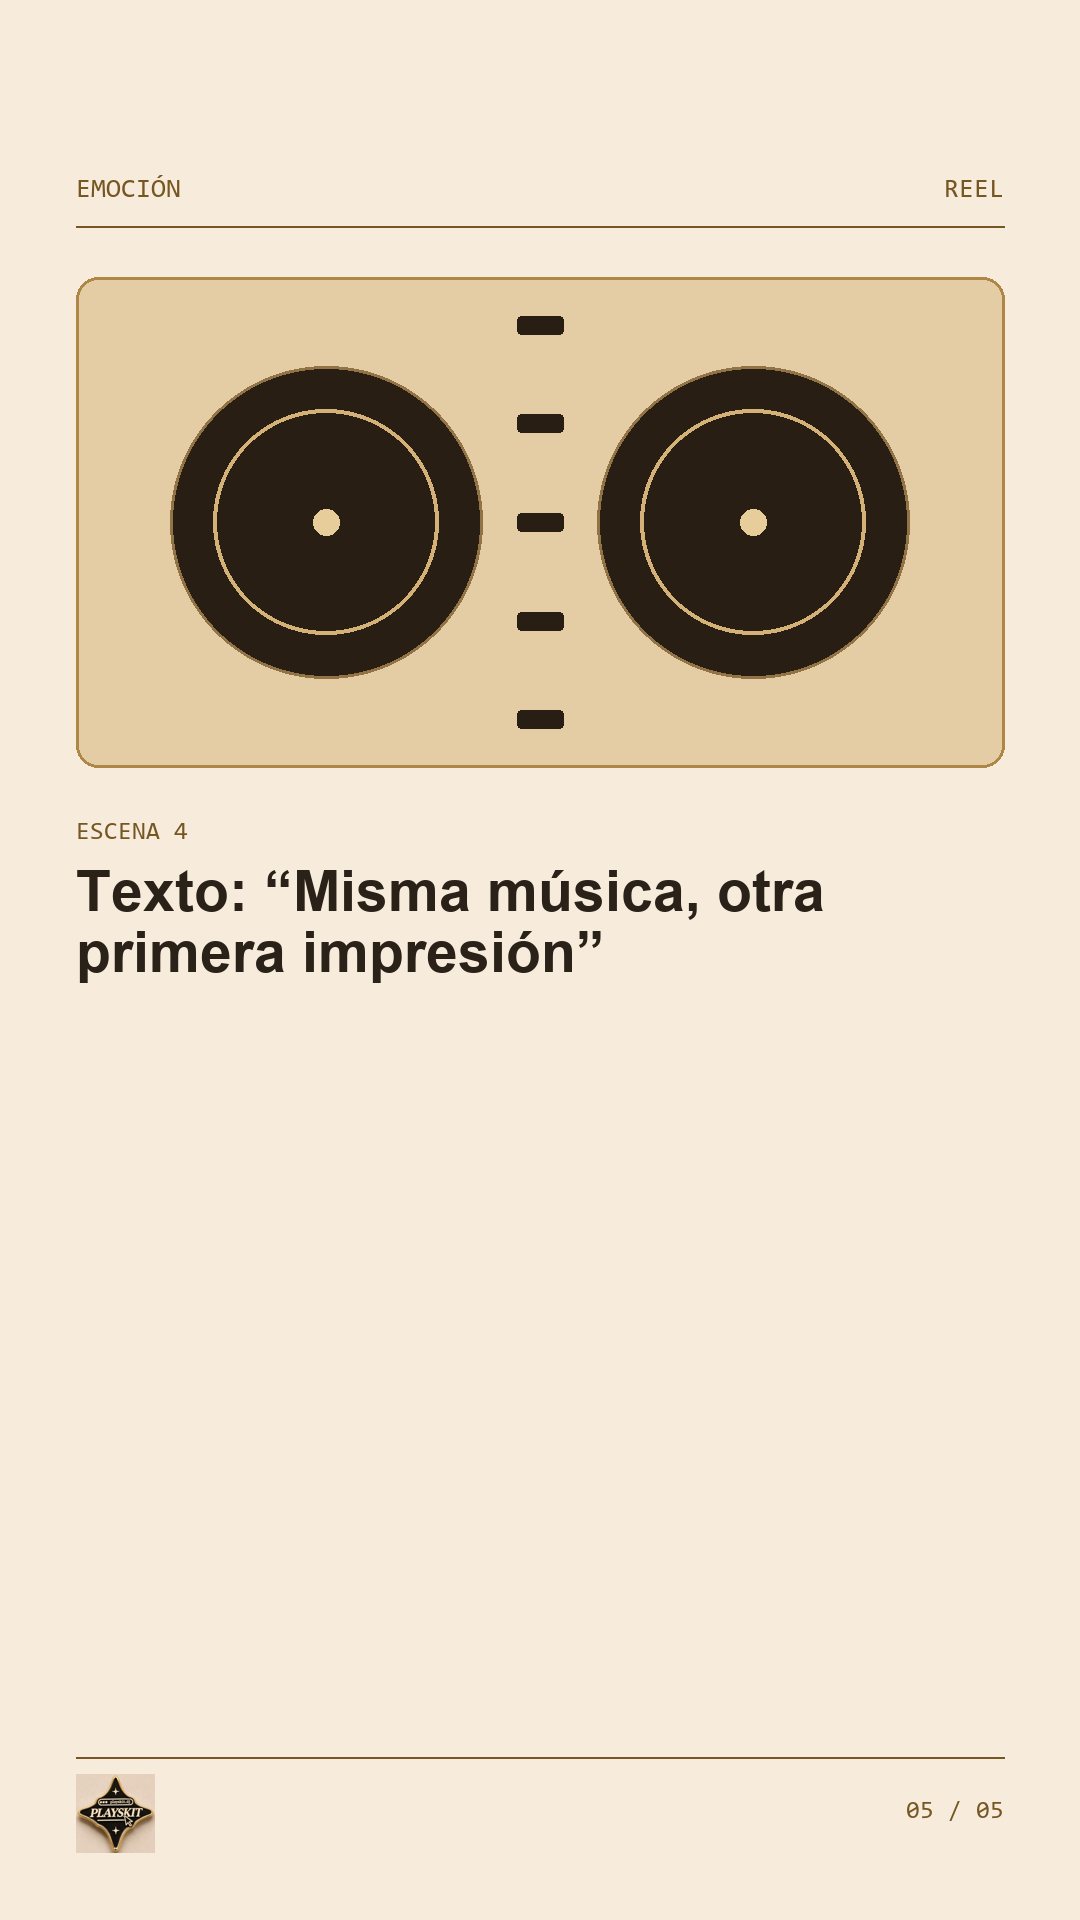 EMOCIÓN
REEL
ESCENA 4
Texto: “Misma música, otra
primera impresión”
PLAYSKIT
05 / 05